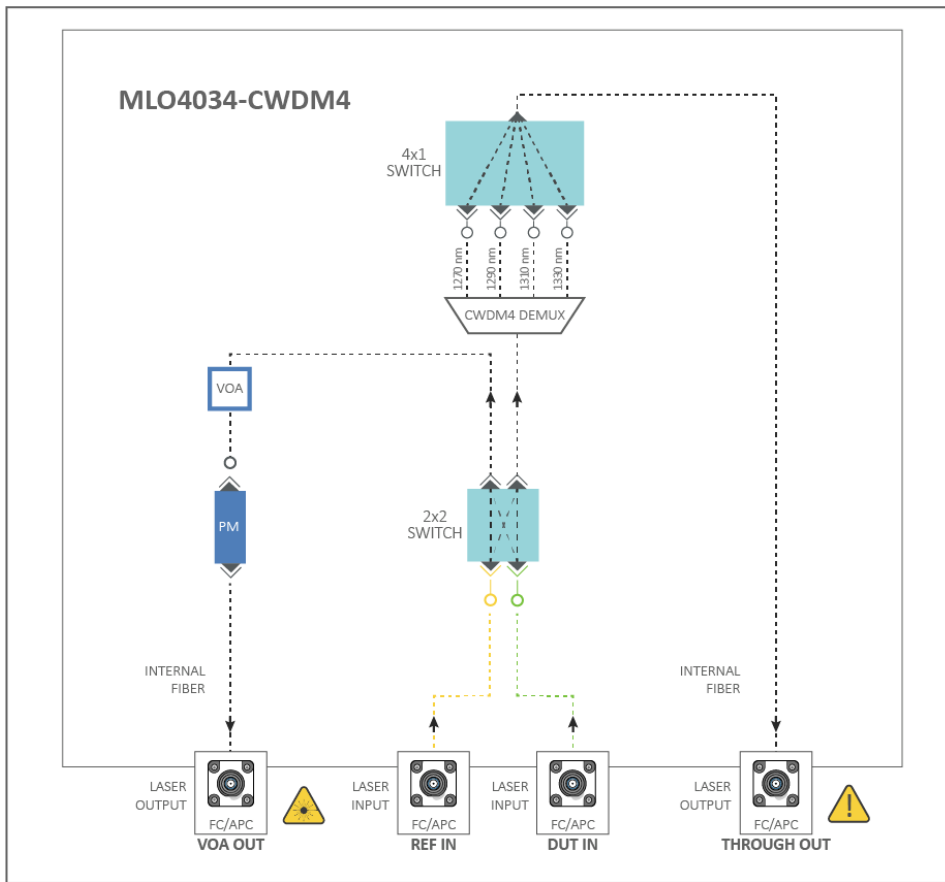 MLO4034-CWDM4
4x1
SWITCH
1270 nm
1290 nm
1310 nm
1330 nm
CWDM4 DEMUX
VOA
2x2
SWITCH
PM
INTERNAL
FIBER
INTERNAL
FIBER
LASER
OUTPUT
FC/APC
VOA OUT
LASER
INPUT
FC/APC
REF IN
LASER
INPUT
FC/APC
DUT IN
LASER
OUTPUT
FC/APC
THROUGH OUT